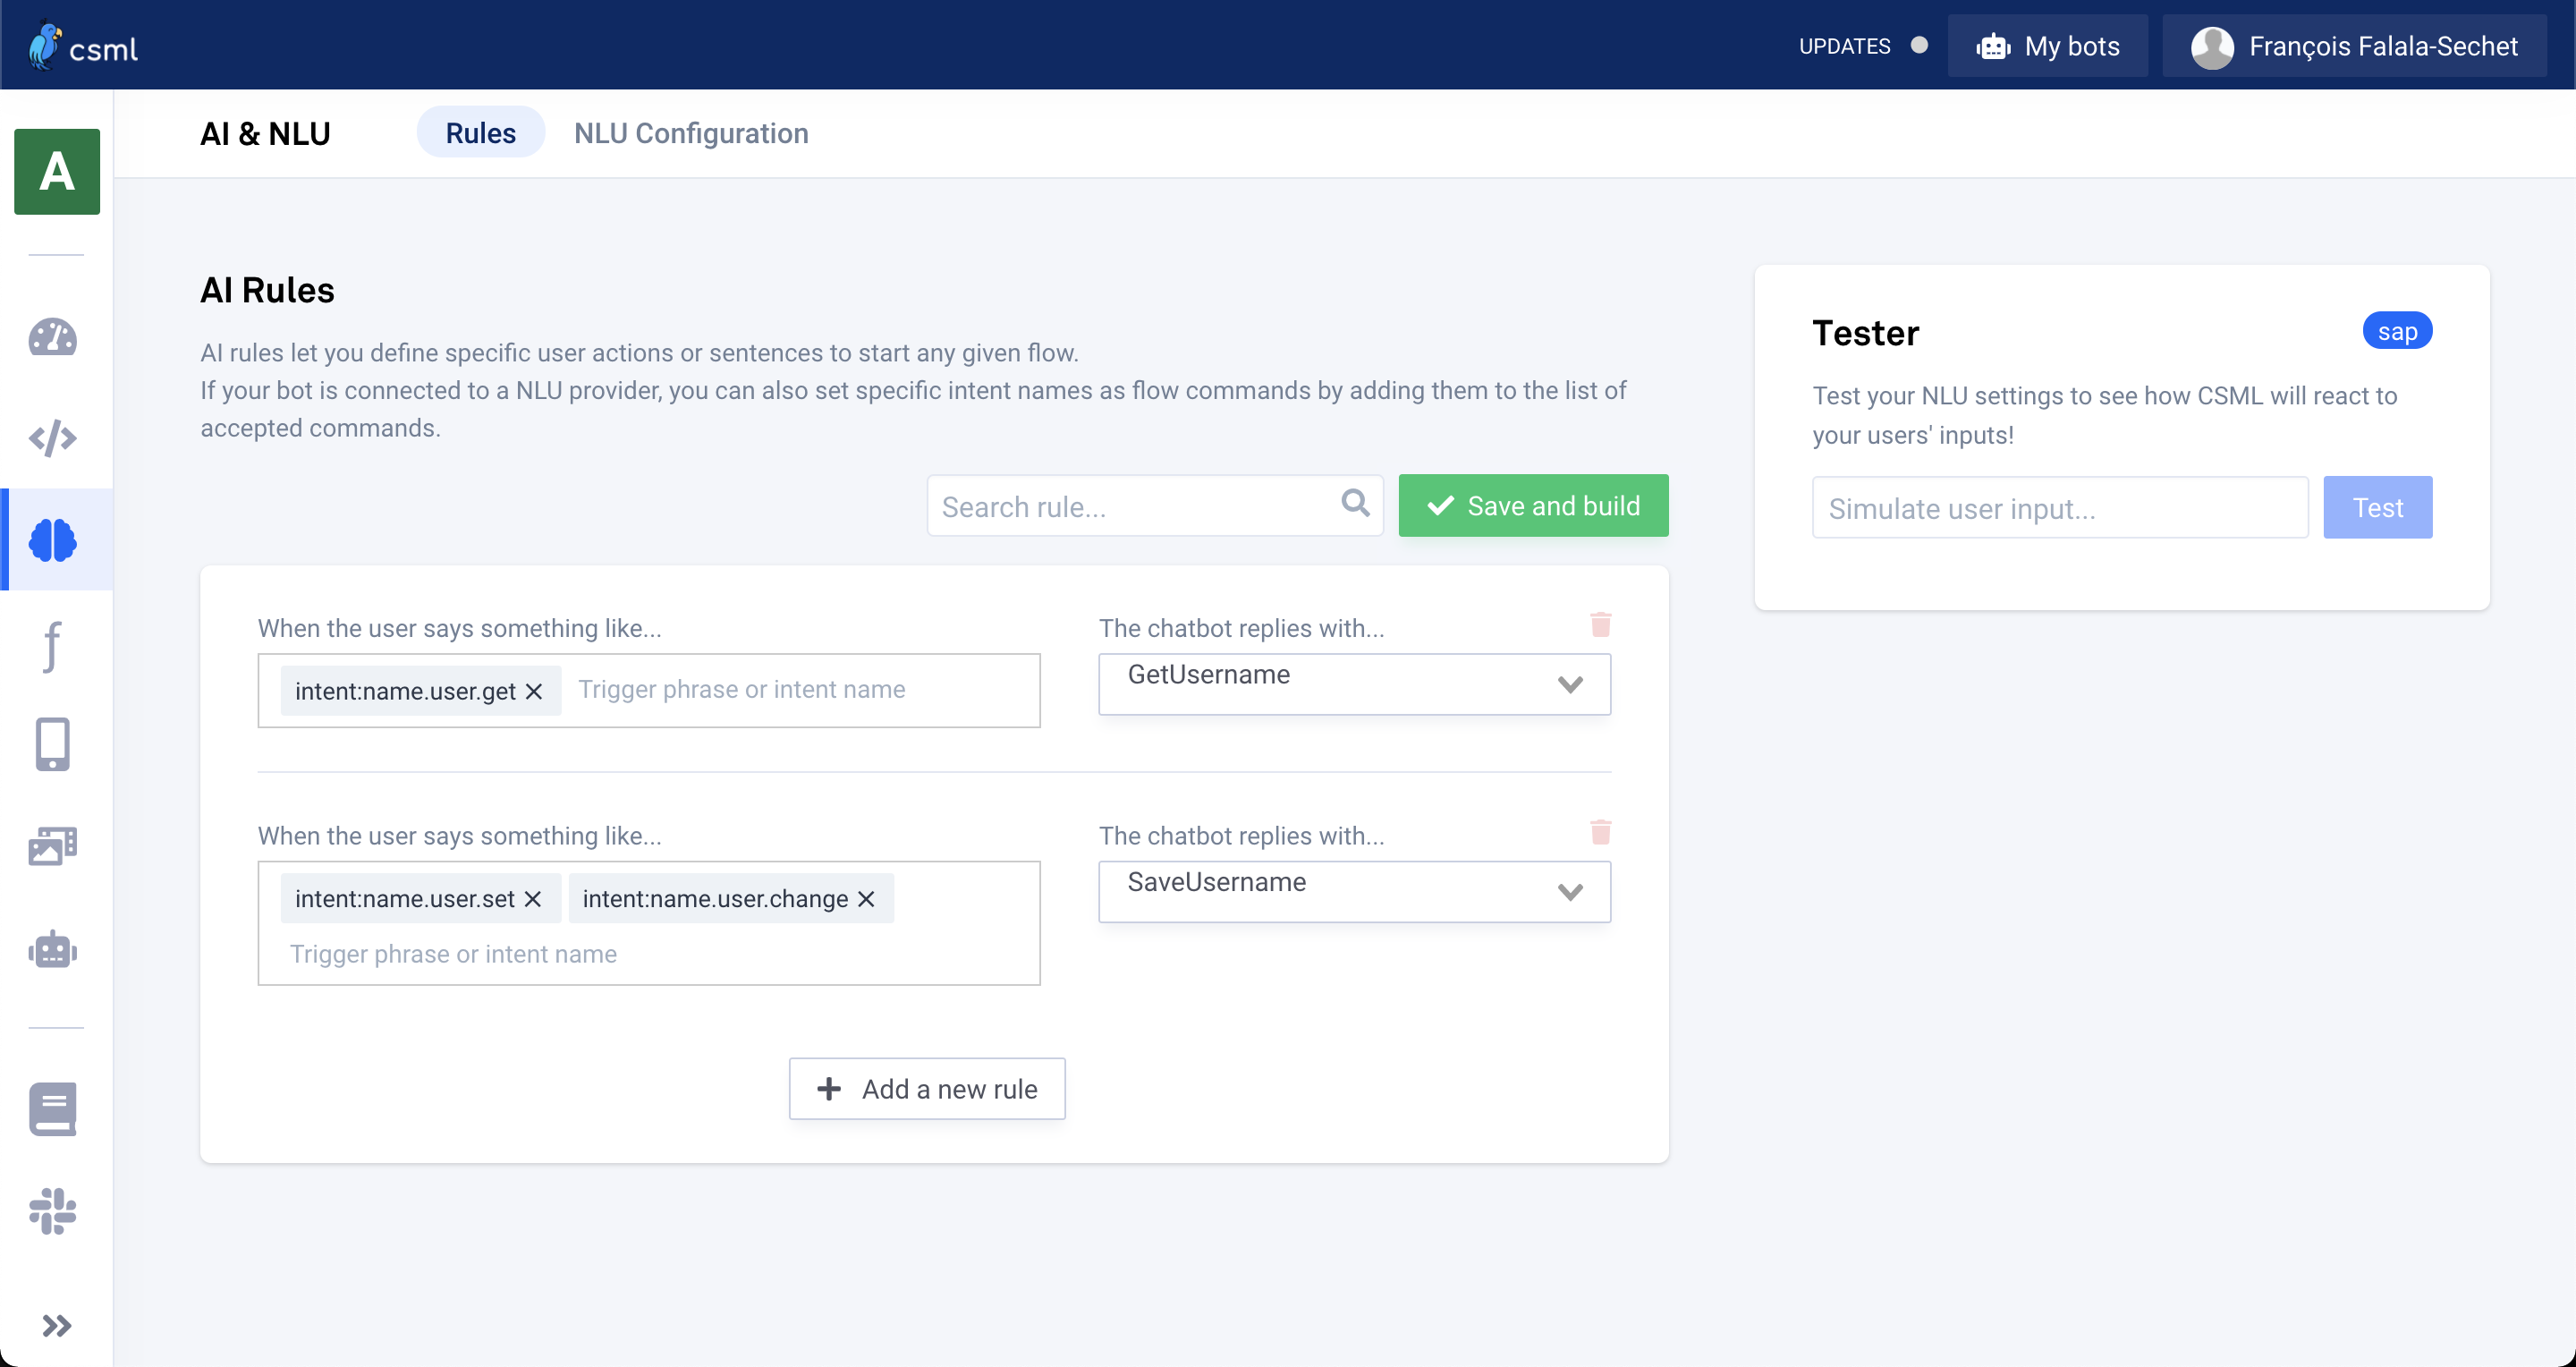 csml
UPDATES
My bots
François Falala-Sechet
A
AI & NLU
Rules
NLU Configuration
AI Rules
AI rules let you define specific user actions or sentences to start any given flow.
If your bot is connected to a NLU provider, you can also set specific intent names as flow commands by adding them to the list of
accepted commands.
Search rule...
Save and build
When the user says something like...
The chatbot replies with...
intent:name.user.get
Trigger phrase or intent name
GetUsername
When the user says something like...
The chatbot replies with...
intent:name.user.set
intent:name.user.change
Trigger phrase or intent name
SaveUsername
Add a new rule
Tester
sap
Test your NLU settings to see how CSML will react to
your users' inputs!
Simulate user input...
Test